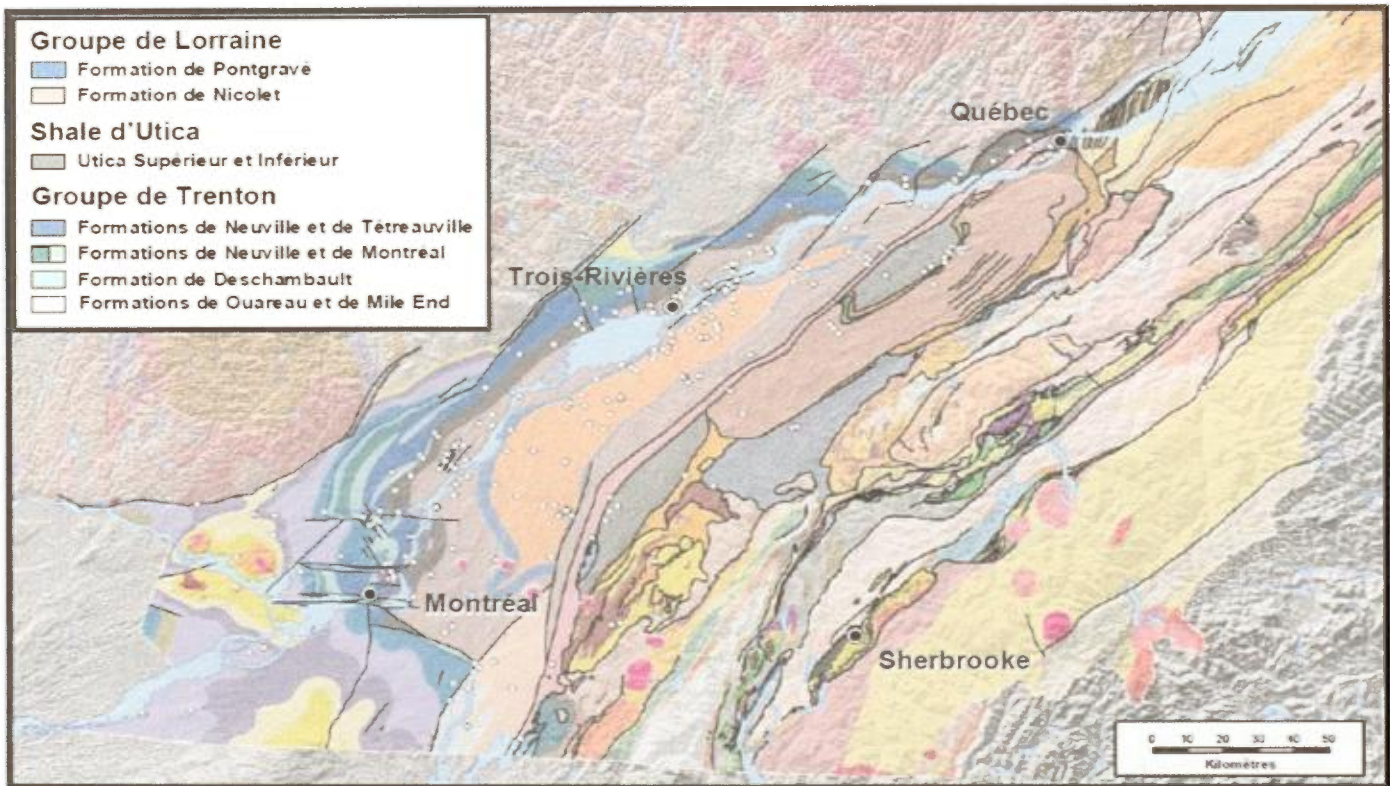 Groupe de Lorraine
Formation de Pontgravé
Formation de Nicolet
Shale d'Utica
Utica Supérieur et Inférieur
Groupe de Trenton
Formations de Neuville et de Tétreauville
Formations de Neuville et de Montréal
Formation de Deschambault
Formations de Ouareau et de Mile End
Québec
Trois-Rivières
Montréal
Sherbrooke
0 10 20 30 40 50
Kilomètres